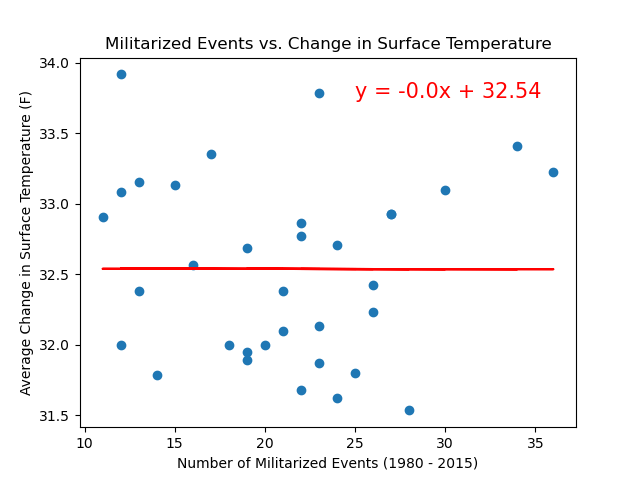 Militarized Events vs. Change in Surface Temperature
y = -0.0x + 32.54
Average Change in Surface Temperature (F)
34.0
33.5
33.0
32.5
32.0
31.5
10 15 20 25 30 35
Number of Militarized Events (1980 - 2015)